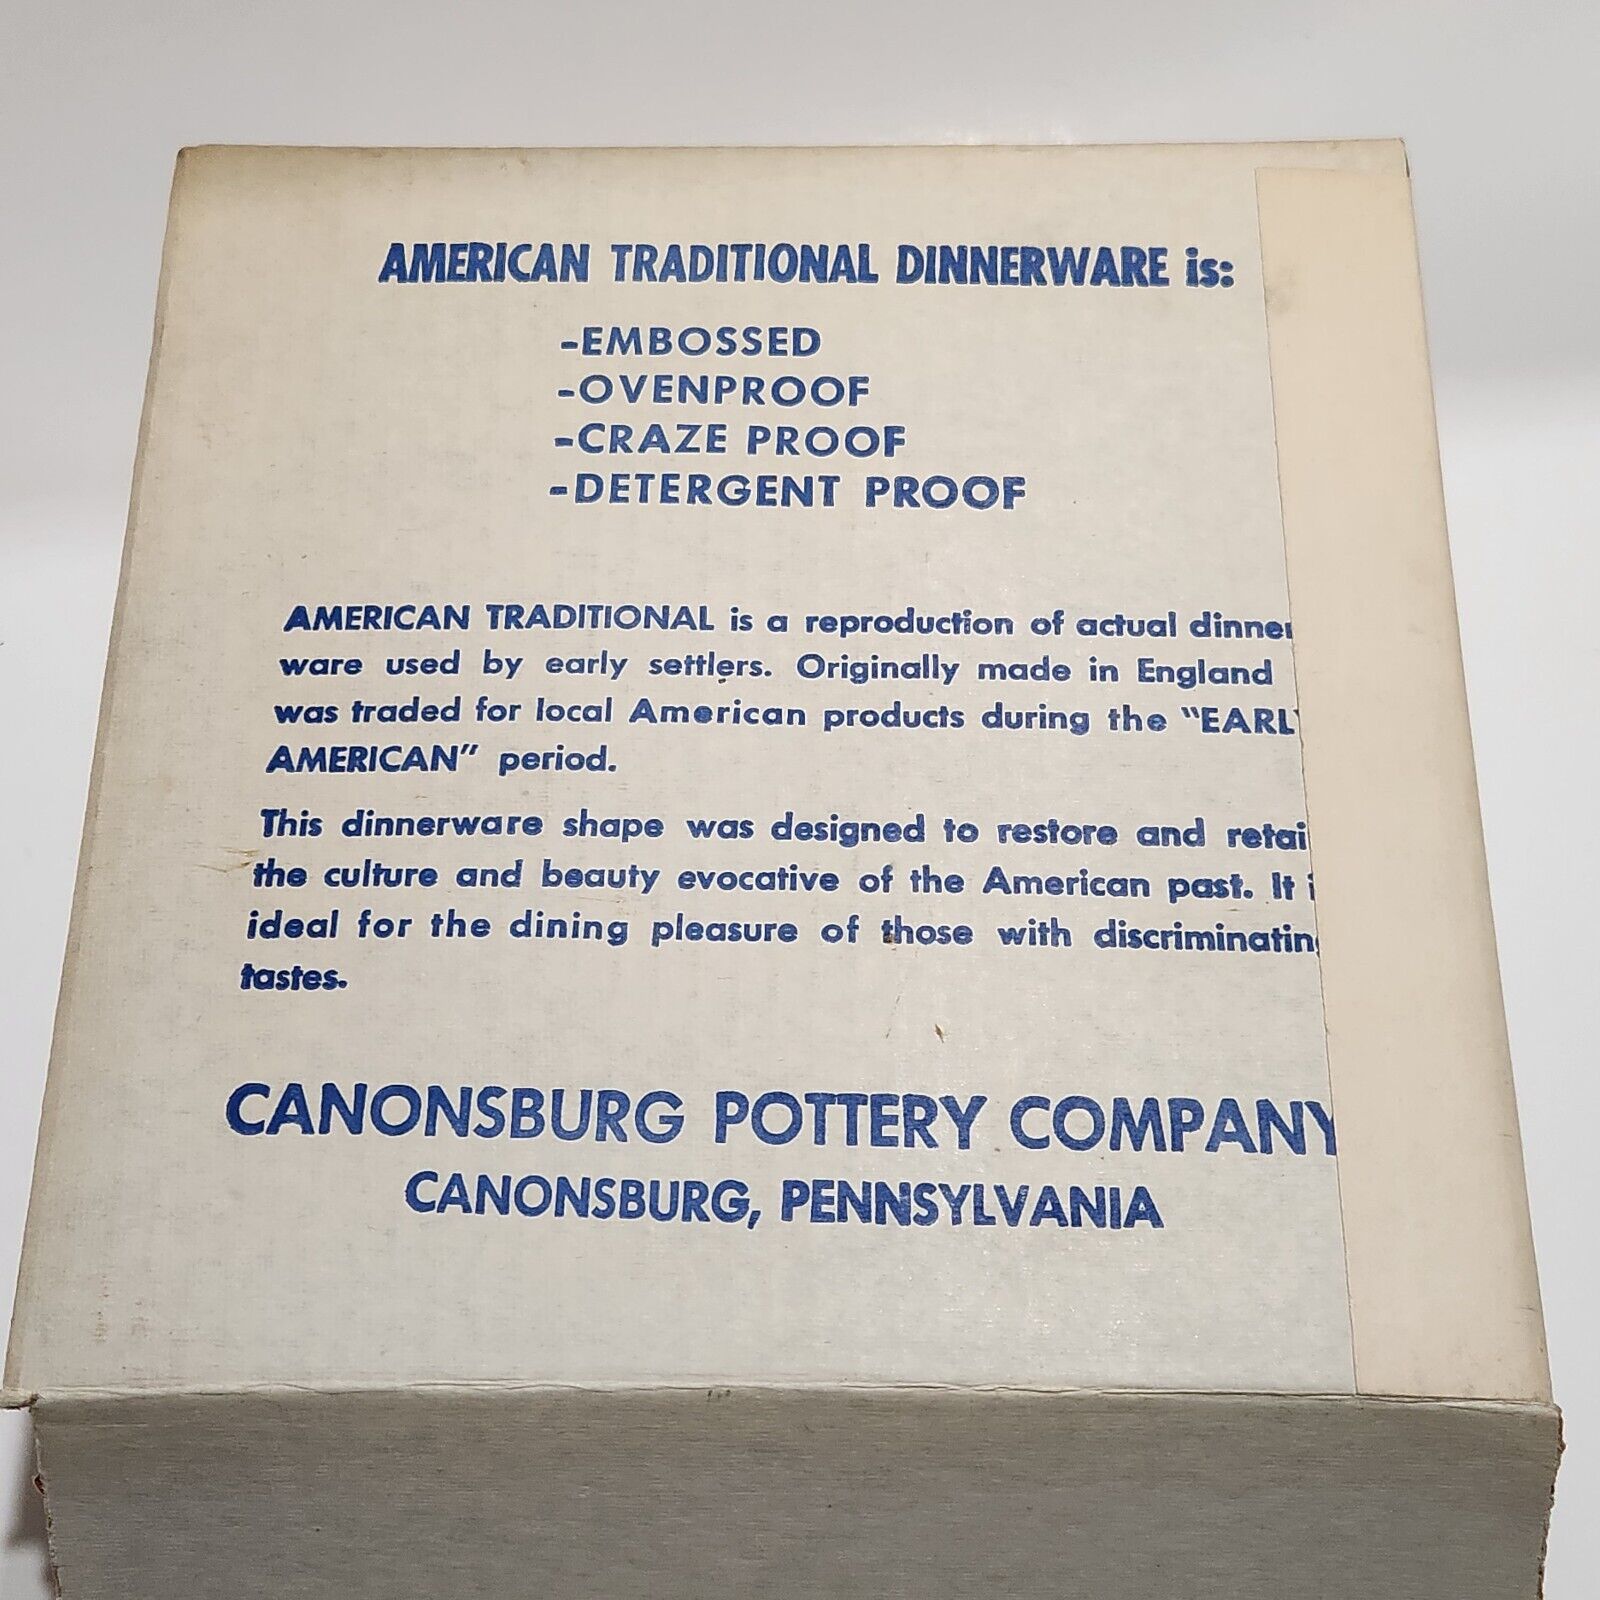 AMERICAN TRADITIONAL DINNERWARE is:
-EMBOSSED
-OVENPROOF
-CRAZE PROOF
-DETERGENT PROOF
AMERICAN TRADITIONAL is a reproduction of actual dinner
ware used by early settlers. Originally made in England
was traded for local American products during the "EARLY
AMERICAN" period.
This dinnerware shape was designed to restore and retai
the culture and beauty evocative of the American past. It i
ideal for the dining pleasure of those with discriminating
tastes.
CANONSBURG POTTERY COMPANY
CANONSBURG, PENNSYLVANIA